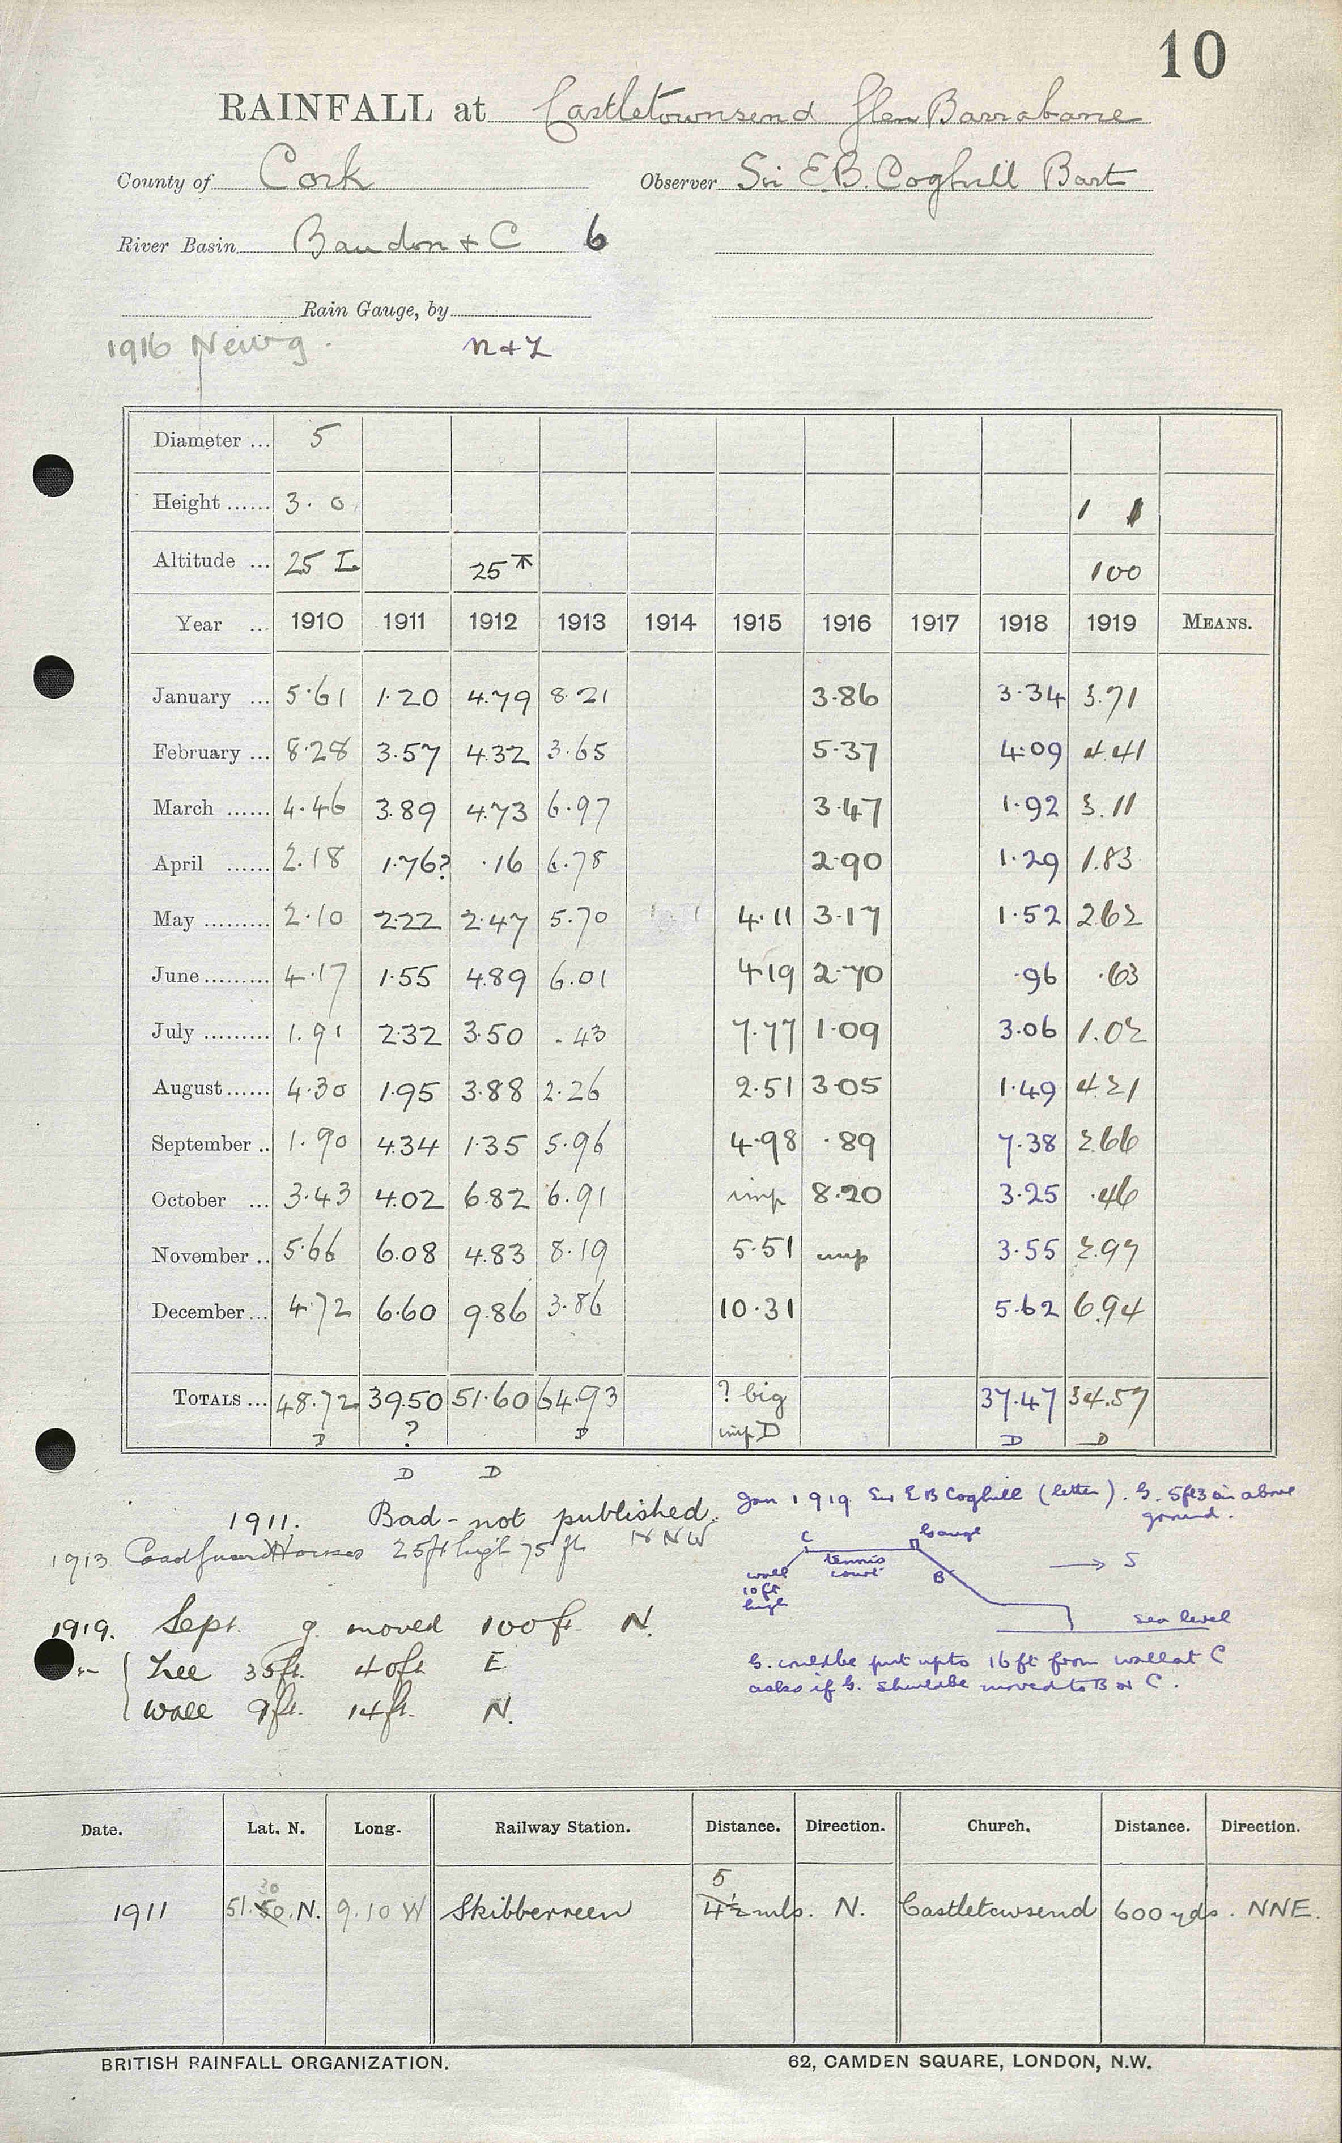 10
RAINFALL at Castletownsend Glen Barrabane
County of Cork Observer Sir E.B. Coghill Bart
River Basin Bandon & C 6
Rain Gauge, by
1916 New g. n & z
Diameter ... 5
Height ...... 3. 0 1
Altitude ... 25 25 100
Year ... 1910 1911 1912 1913 1914 1915 1916 1917 1918 1919 MEANS.
January ... 5.61 1.20 4.79 8.21 3.86 3.34 3.71
February ... 8.28 3.57 4.32 3.65 5.37 4.09 4.41
March ...... 4.46 3.89 4.73 6.97 3.47 1.92 3.11
April ...... 2.18 1.76? .16 6.78 2.90 1.29 1.83
May ......... 2.10 2.22 2.47 5.70 4.11 3.17 1.52 2.62
June ......... 4.17 1.55 4.89 6.01 4.19 2.70 .96 .63
July ......... 1.91 2.32 3.50 .43 7.77 1.09 3.06 1.02
August ...... 4.30 1.95 3.88 2.26 2.51 3.05 1.49 4.21
September .. 1.90 4.34 1.35 5.96 4.98 .89 7.38 2.66
October ... 3.43 4.02 6.82 6.91 imp 8.20 3.25 .46
November .. 5.66 6.08 4.83 8.19 5.51 imp 3.55 2.97
December ... 4.72 6.60 9.86 3.86 10.31 5.62 6.94
TOTALS ... 48.72 39.50 51.60 64.93 ? big 37.47 34.57
D ? D imp D D D
D D
1911. Bad - not published.
1913 Coastguard Houses 25ft high 75 ft NNW
1919. Sept. g. moved 100 ft. N.
" Tree 35ft. 40ft E.
Wall 9ft. 14ft. N.
Jan 1919. Sir E B Coghill (letter). G. 5ft 3 in above
ground.
C Gauge
wall tennis B → S
10 ft court
high
sea level
G. could be put up to 16 ft from wall at C
asks if G. should be moved to B or C.
Date. Lat. N. Long. Railway Station. Distance. Direction. Church. Distance. Direction.
30 5
1911 51.50.N. 9.10 W Skibbereen 4½ mls. N. Castletownsend 600 yds. NNE.
BRITISH RAINFALL ORGANIZATION. 62, CAMDEN SQUARE, LONDON, N.W.